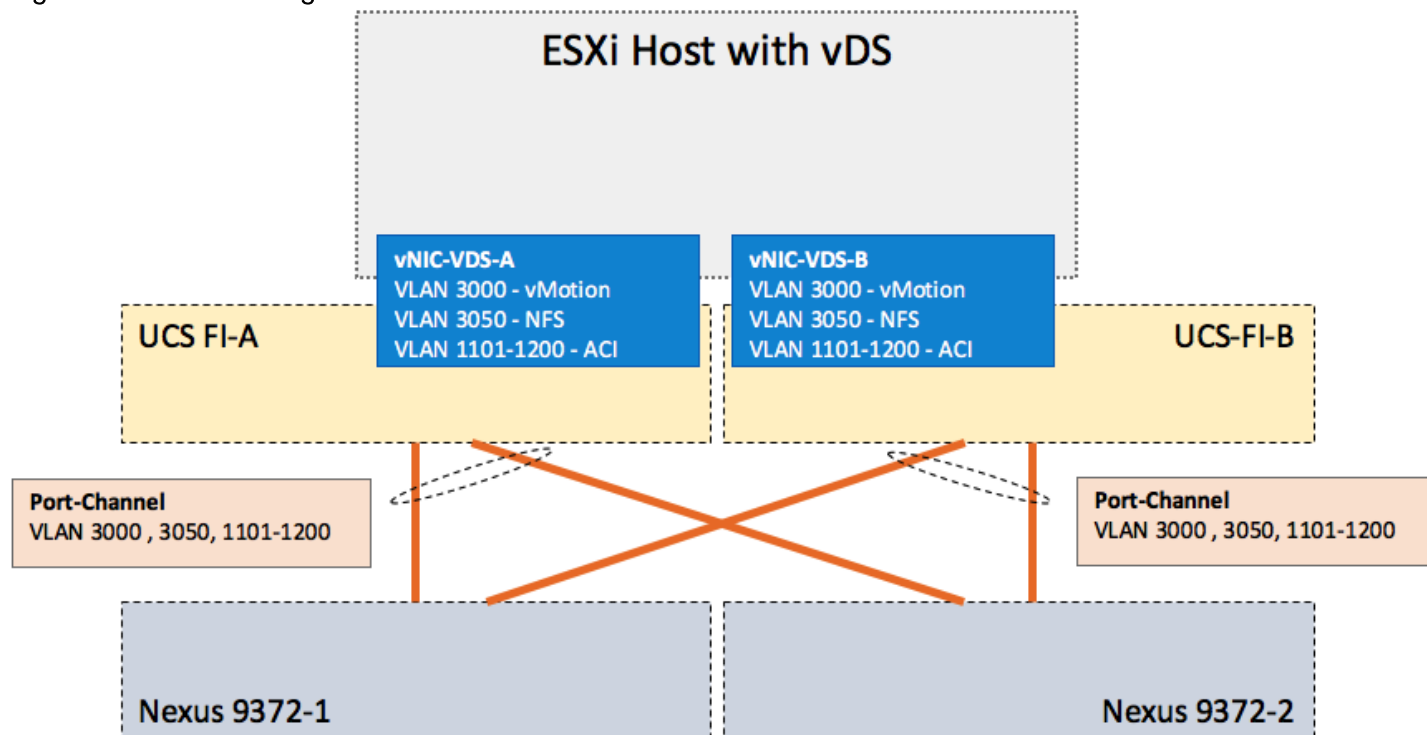 ESXi Host with vDS
vNIC-VDS-A
VLAN 3000 - vMotion
VLAN 3050 - NFS
VLAN 1101-1200 - ACI
vNIC-VDS-B
VLAN 3000 - vMotion
VLAN 3050 - NFS
VLAN 1101-1200 - ACI
UCS FI-A
UCS-FI-B
Port-Channel
VLAN 3000 , 3050, 1101-1200
Port-Channel
VLAN 3000 , 3050, 1101-1200
Nexus 9372-1
Nexus 9372-2